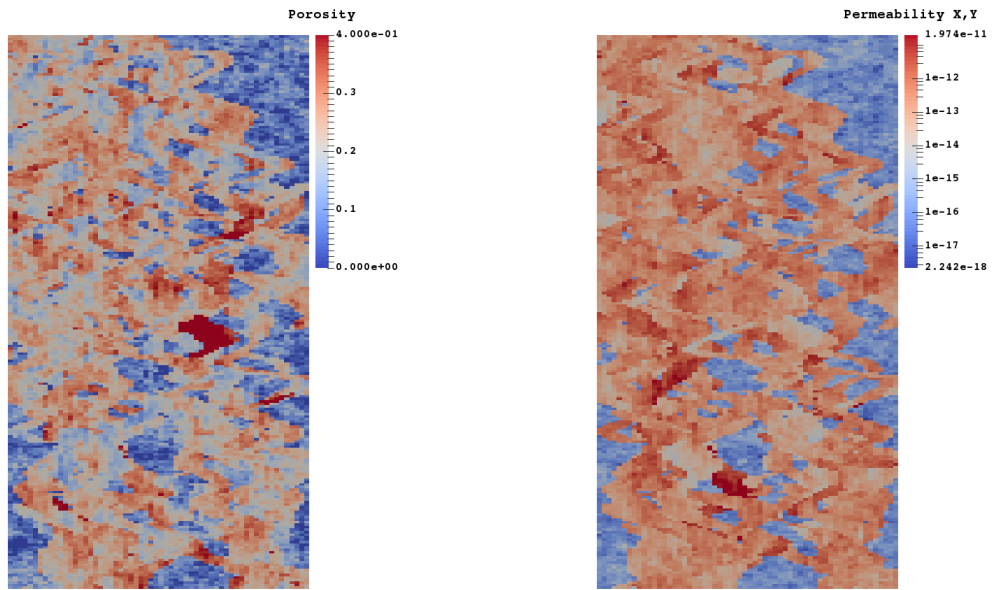 Porosity
4.000e-01
0.3
0.2
0.1
0.000e+00
Permeability X,Y
1.974e-11
1e-12
1e-13
1e-14
1e-15
1e-16
1e-17
2.242e-18